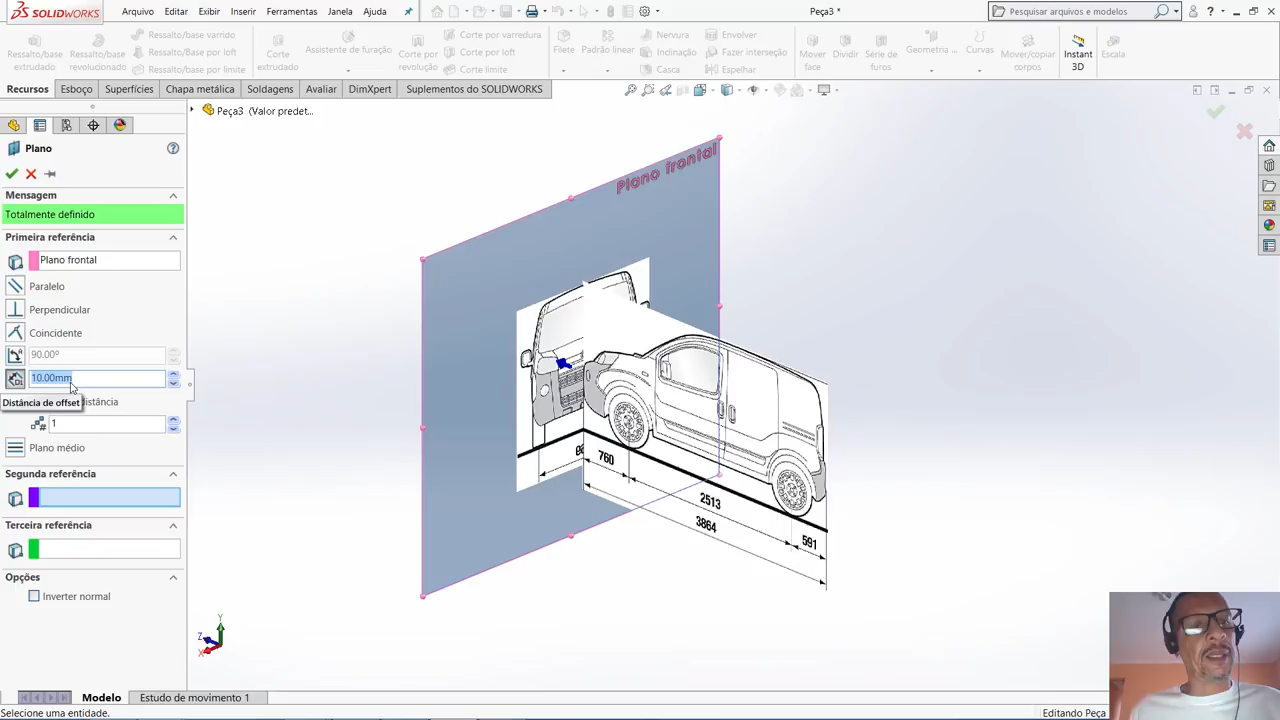 SOLIDWORKS
Arquivo Editar Exibir Inserir Ferramentas Janela Ajuda
Peça3 *
Pesquisar arquivos e modelos
Ressalto/base extrudado
Ressalto/base revolucionado
Ressalto/base varrido
Ressalto/base por loft
Ressalto/base por limite
Corte extrudado
Assistente de furação
Corte por revolução
Corte por varredura
Corte por loft
Corte limite
Filete
Padrão linear
Nervura
Inclinação
Casca
Envolver
Fazer interseção
Espelhar
Mover face
Dividir
Série de furos
Geometria ...
Curvas
Mover/copiar corpos
Instant 3D
Escala
Recursos Esboço Superfícies Chapa metálica Soldagens Avaliar DimXpert Suplementos do SOLIDWORKS
Peça3 (Valor predet...
Plano
Mensagem
Totalmente definido
Primeira referência
Plano frontal
Paralelo
Perpendicular
Coincidente
90.00º
10.00mm
Distância de offset
distância
1
Plano médio
Segunda referência
Terceira referência
Opções
Inverter normal
Plano frontal
760
2513
3864
591
Y
Z
X
Modelo Estudo de movimento 1
Selecione uma entidade.
Editando Peça